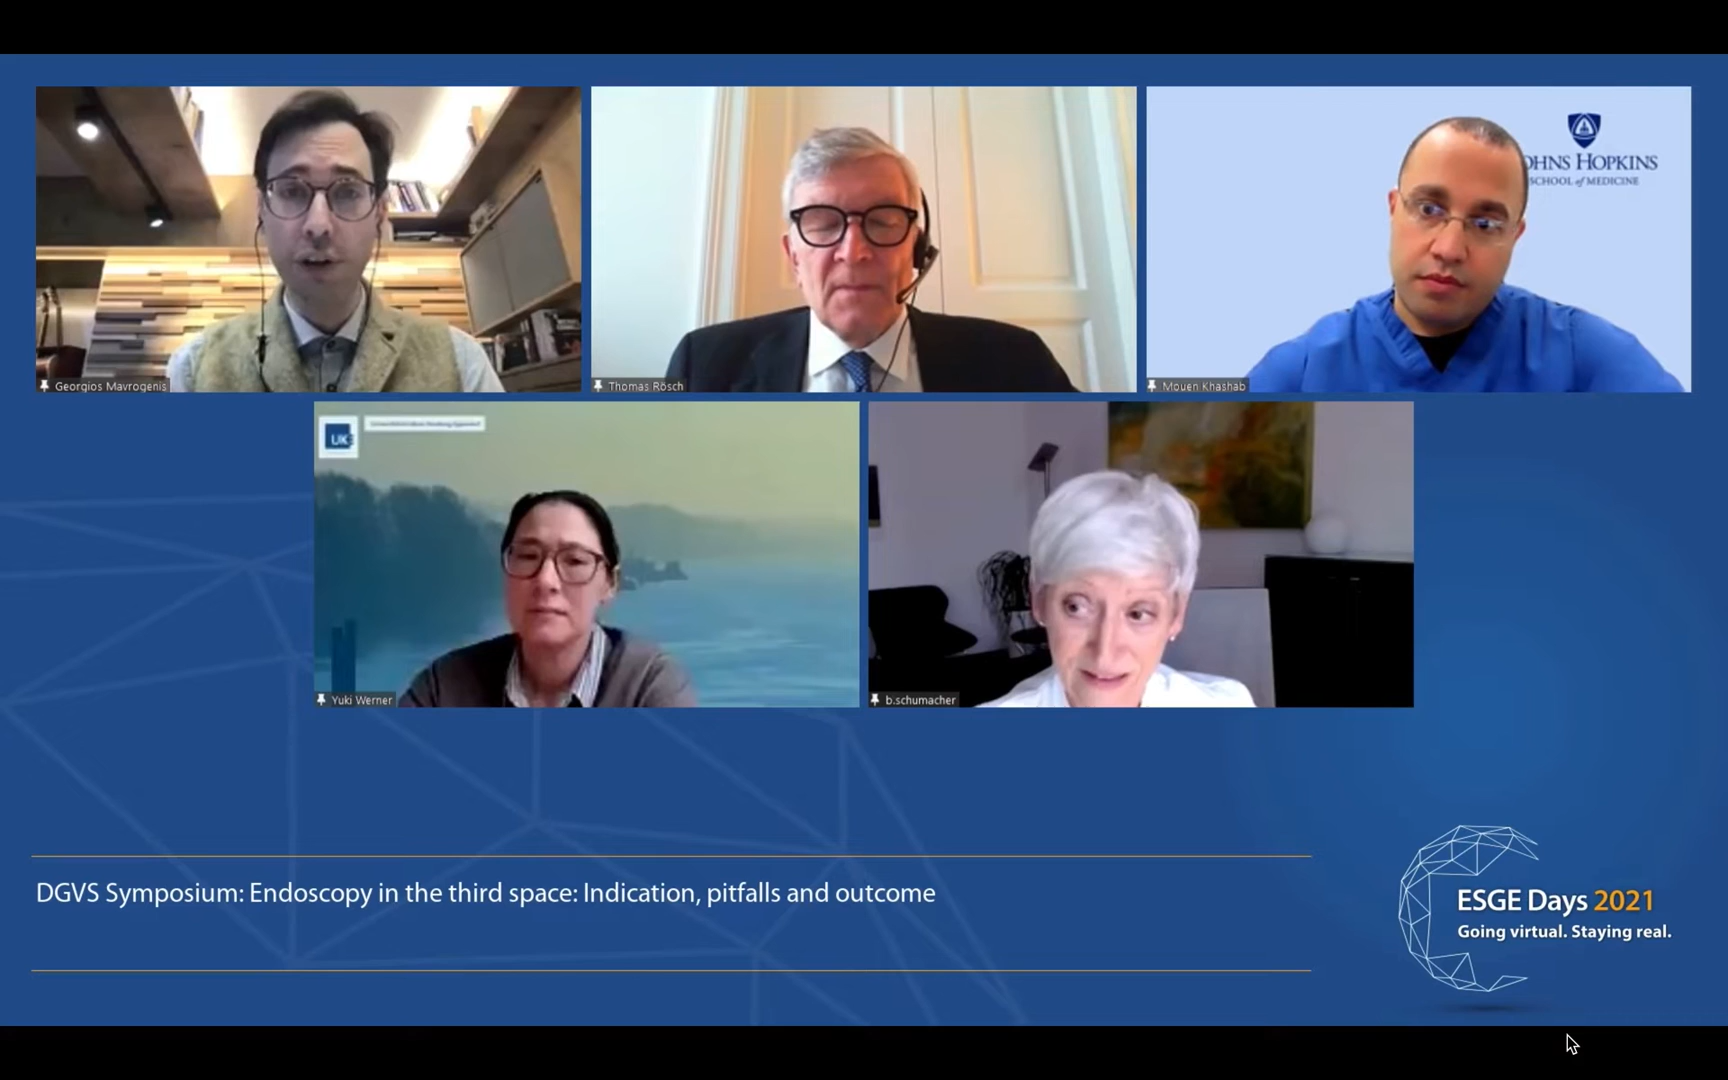 OHNS HOPKINS
SCHOOL of MEDICINE
Georgios Mavrogenis
Thomas Rösch
Mouen Khashab
UK
Yuki Werner
b.schumacher
DGVS Symposium: Endoscopy in the third space: Indication, pitfalls and outcome
ESGE Days 2021
Going virtual. Staying real.